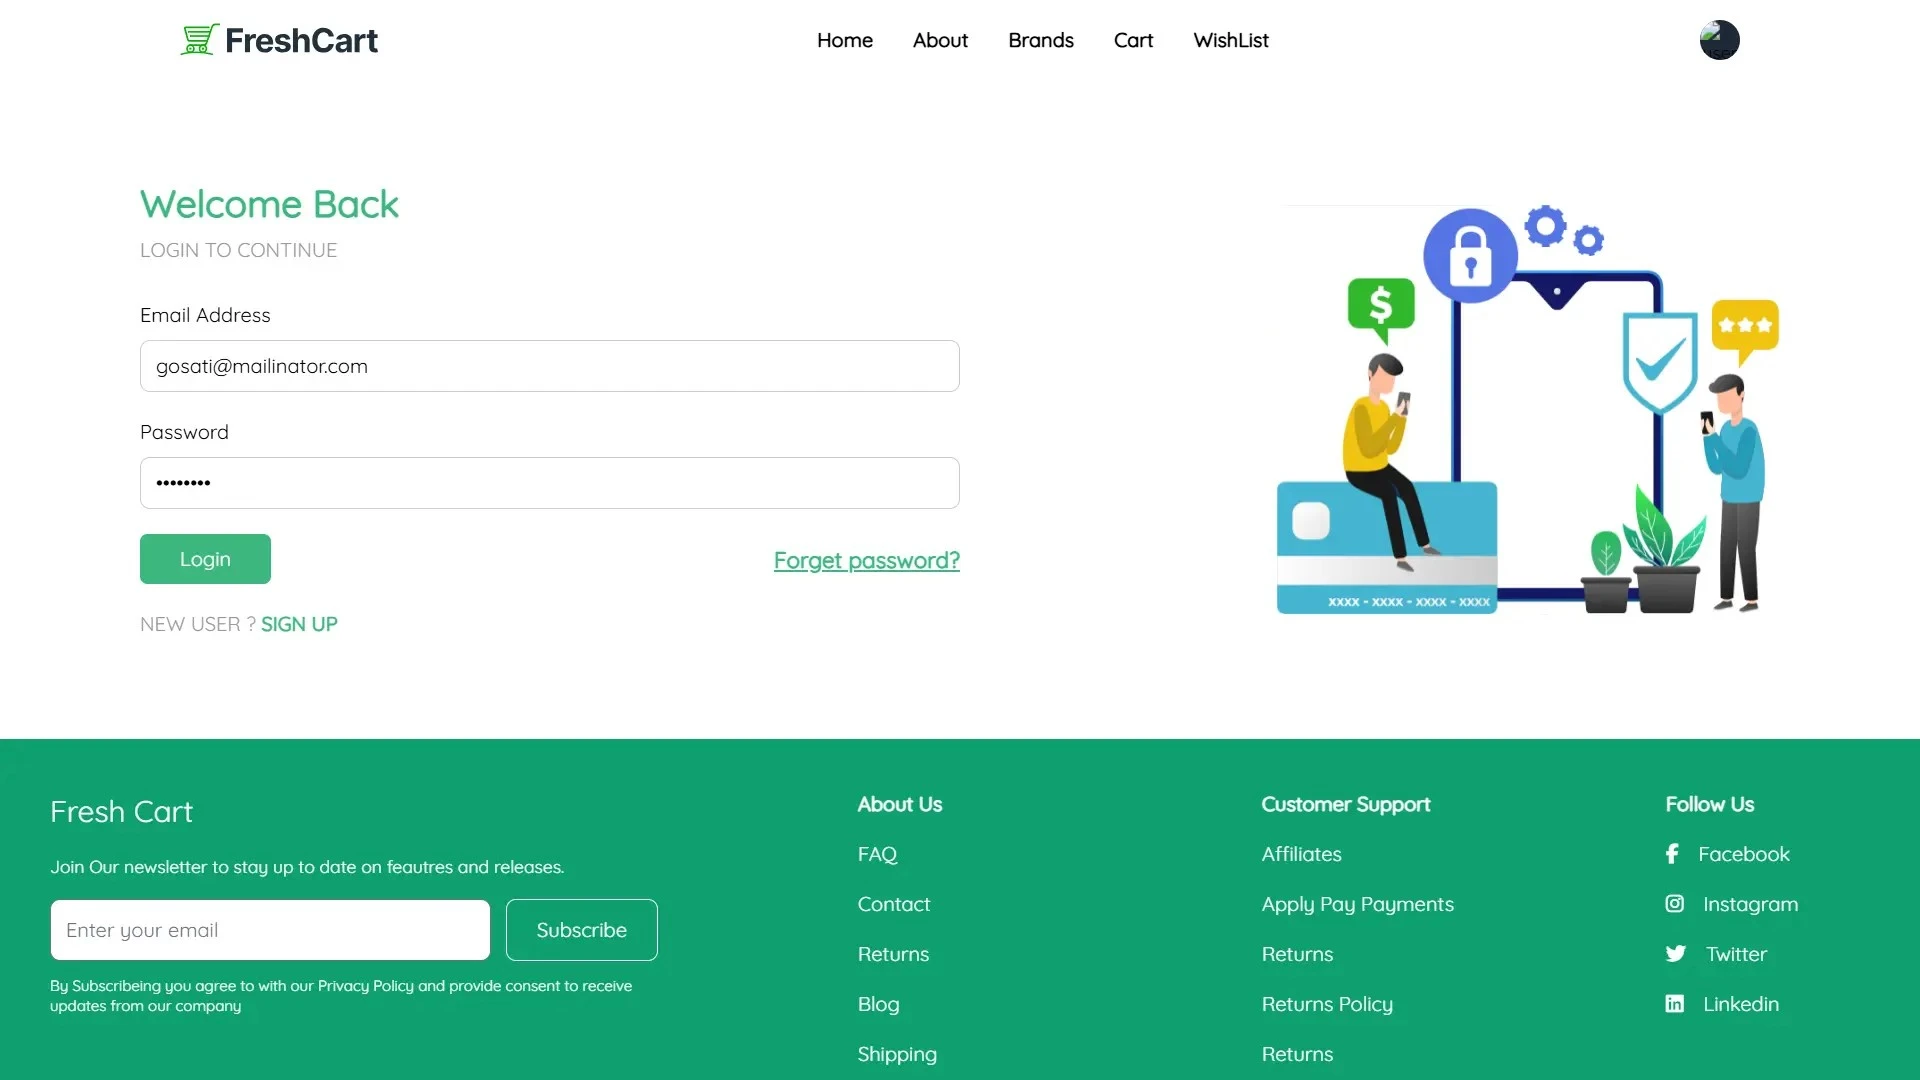 FreshCart
Home
About
Brands
Cart
WishList
Welcome Back
LOGIN TO CONTINUE
Email Address
gosati@mailinator.com
Password
••••••••
Login
Forget password?
NEW USER ? SIGN UP
$
xxxx - xxxx - xxxx - xxxx
Fresh Cart
Join Our newsletter to stay up to date on feautres and releases.
Enter your email
Subscribe
By Subscribeing you agree to with our Privacy Policy and provide consent to receive
updates from our company
About Us
FAQ
Contact
Returns
Blog
Shipping
Customer Support
Affiliates
Apply Pay Payments
Returns
Returns Policy
Returns
Follow Us
Facebook
Instagram
Twitter
Linkedin